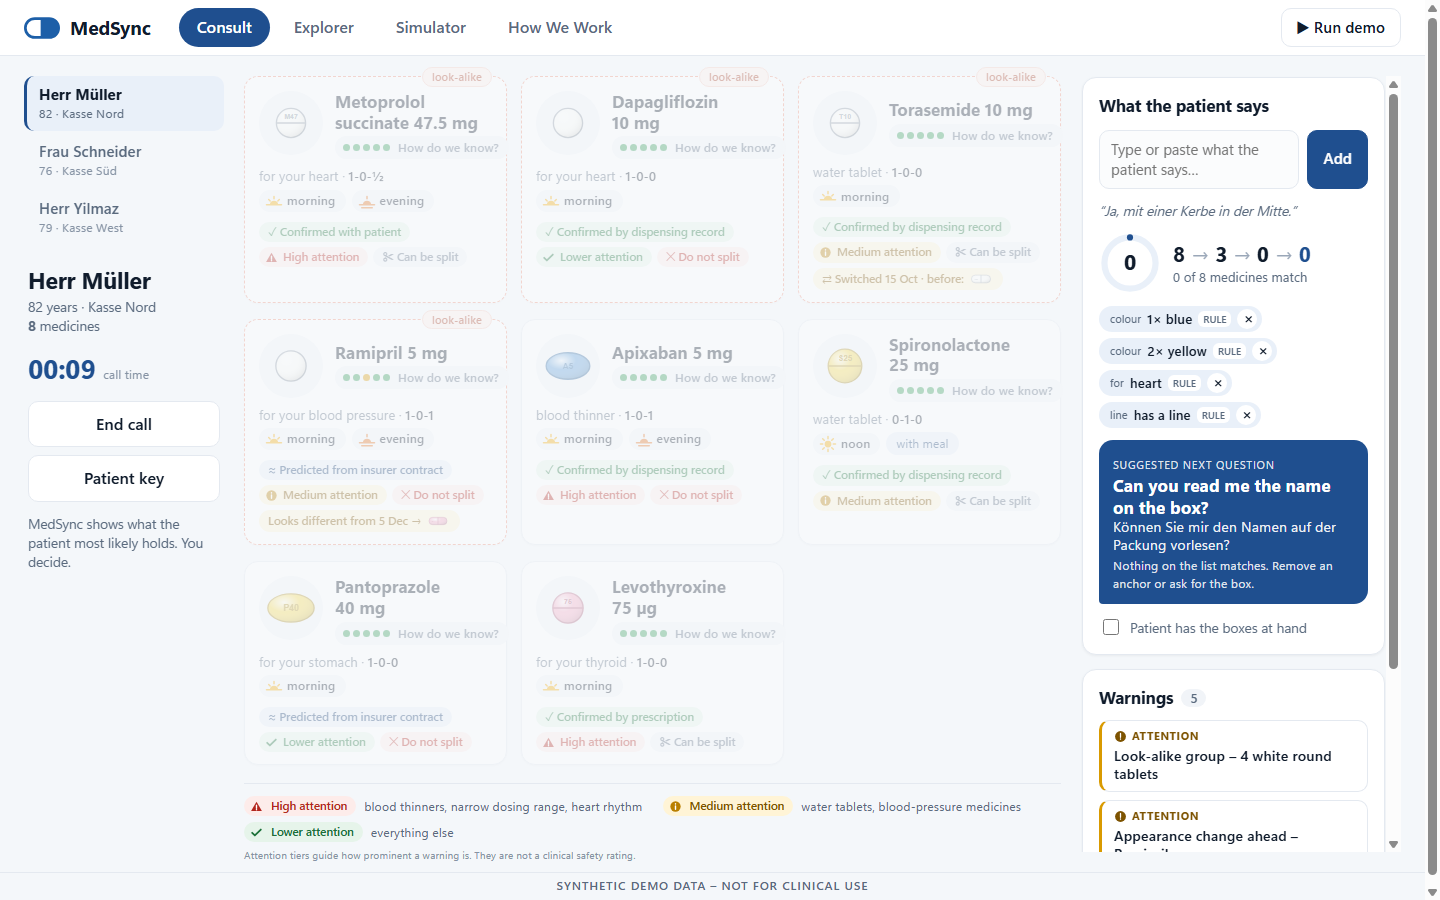 MedSync
Consult
Explorer
Simulator
How We Work
▶ Run demo
Herr Müller
82 · Kasse Nord
Frau Schneider
76 · Kasse Süd
Herr Yilmaz
79 · Kasse West
Herr Müller
82 years · Kasse Nord
8 medicines
00:09 call time
End call
Patient key
MedSync shows what the
patient most likely holds. You
decide.
look-alike
M47
Metoprolol
succinate 47.5 mg
How do we know?
for your heart · 1-0-½
morning
evening
✓ Confirmed with patient
High attention
Can be split
look-alike
Dapagliflozin
10 mg
How do we know?
for your heart · 1-0-0
morning
✓ Confirmed by dispensing record
Lower attention
Do not split
look-alike
T10
Torasemide 10 mg
How do we know?
water tablet · 1-0-0
morning
✓ Confirmed by dispensing record
Medium attention
Can be split
⇄ Switched 15 Oct · before:
look-alike
Ramipril 5 mg
How do we know?
for your blood pressure · 1-0-1
morning
evening
≈ Predicted from insurer contract
Medium attention
Do not split
Looks different from 5 Dec →
A5
Apixaban 5 mg
How do we know?
blood thinner · 1-0-1
morning
evening
✓ Confirmed by dispensing record
High attention
Do not split
S25
Spironolactone
25 mg
How do we know?
water tablet · 0-1-0
noon
with meal
✓ Confirmed by dispensing record
Medium attention
Can be split
P40
Pantoprazole
40 mg
How do we know?
for your stomach · 1-0-0
morning
≈ Predicted from insurer contract
Lower attention
Do not split
75
Levothyroxine
75 µg
How do we know?
for your thyroid · 1-0-0
morning
✓ Confirmed by prescription
High attention
Can be split
High attention blood thinners, narrow dosing range, heart rhythm
Medium attention water tablets, blood-pressure medicines
Lower attention everything else
Attention tiers guide how prominent a warning is. They are not a clinical safety rating.
What the patient says
Type or paste what the
patient says...
Add
“Ja, mit einer Kerbe in der Mitte.”
0
8 → 3 → 0 → 0
0 of 8 medicines match
colour 1× blue RULE ×
colour 2× yellow RULE ×
for heart RULE ×
line has a line RULE ×
SUGGESTED NEXT QUESTION
Can you read me the name
on the box?
Können Sie mir den Namen auf der
Packung vorlesen?
Nothing on the list matches. Remove an
anchor or ask for the box.
Patient has the boxes at hand
Warnings 5
ATTENTION
Look-alike group – 4 white round
tablets
ATTENTION
Appearance change ahead –
SYNTHETIC DEMO DATA – NOT FOR CLINICAL USE